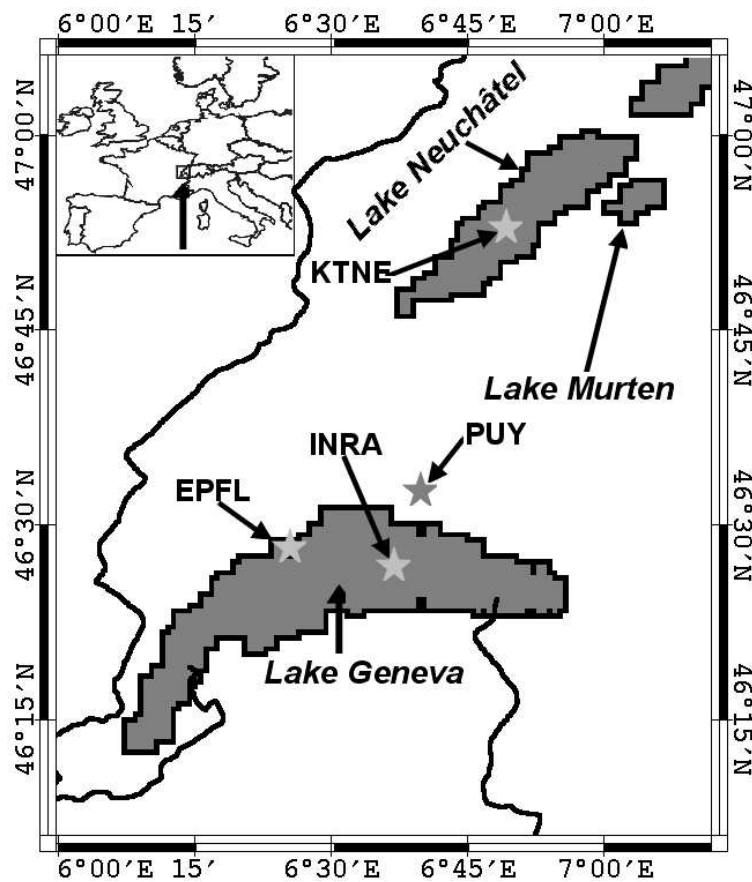 6°00′E 15′ 6°30′E 6°45′E 7°00′E
47°00′N
47°00′N
Lake Neuchâtel
KTNE
46°45′N
46°45′N
Lake Murten
INRA
PUY
EPFL
46°30′N
46°30′N
Lake Geneva
46°15′N
46°15′N
6°00′E 15′ 6°30′E 6°45′E 7°00′E